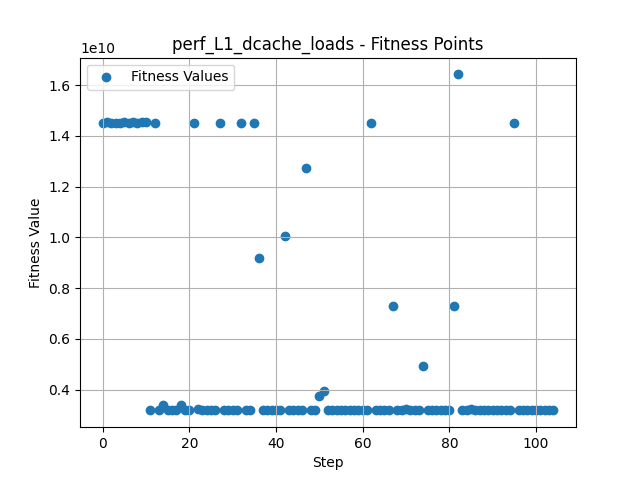 perf_L1_dcache_loads - Fitness Points
1e10
Fitness Values
1.6
1.4
1.2
1.0
0.8
0.6
0.4
Fitness Value
0 20 40 60 80 100
Step